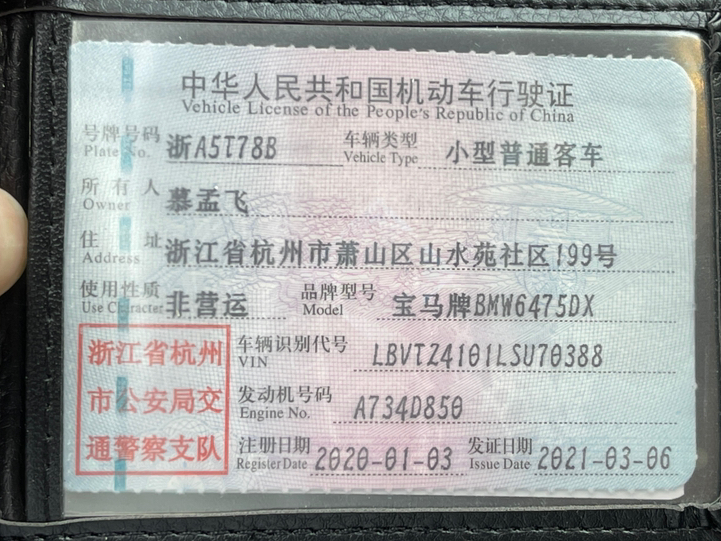 中华人民共和国机动车行驶证
Vehicle License of the People's Republic of China
号牌号码 浙A5T78B 车辆类型 小型普通客车
Plate No. Vehicle Type
所有人 慕孟飞
Owner
住址 浙江省杭州市萧山区山水苑社区199号
Address
使用性质 非营运 品牌型号 宝马牌BMW6475DX
Use Character Model
浙江省杭州
市公安局交
通警察支队
车辆识别代号 LBVTZ4101LSU70388
VIN
发动机号码 A734D850
Engine No.
注册日期 2020-01-03 发证日期 2021-03-06
Register Date Issue Date